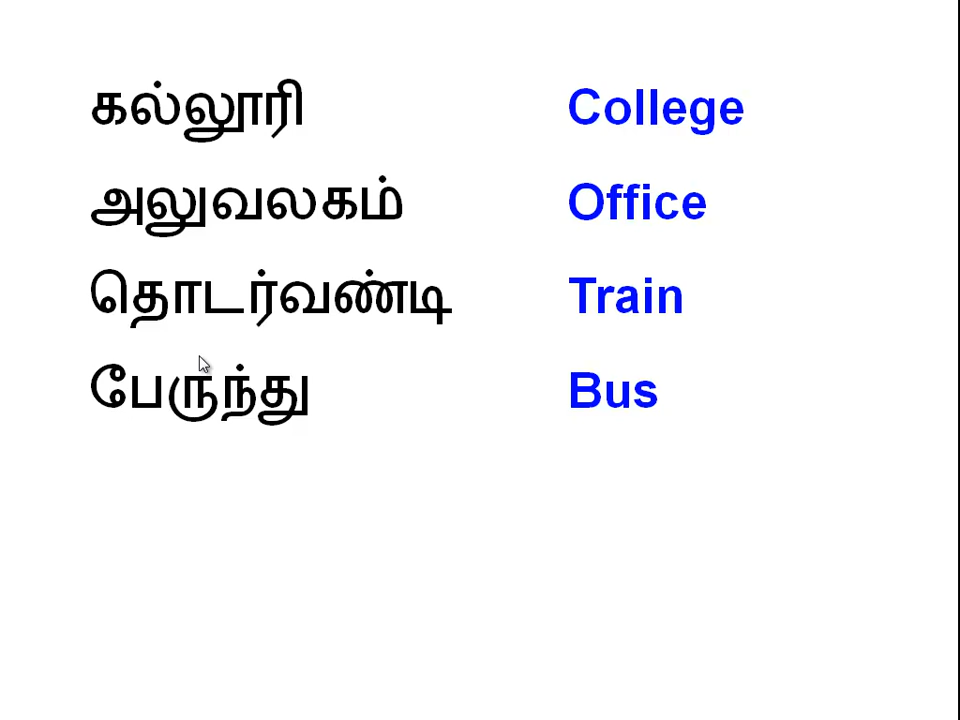 கல்லூரி College
அலுவலகம் Office
தொடர்வண்டி Train
பேருந்து Bus